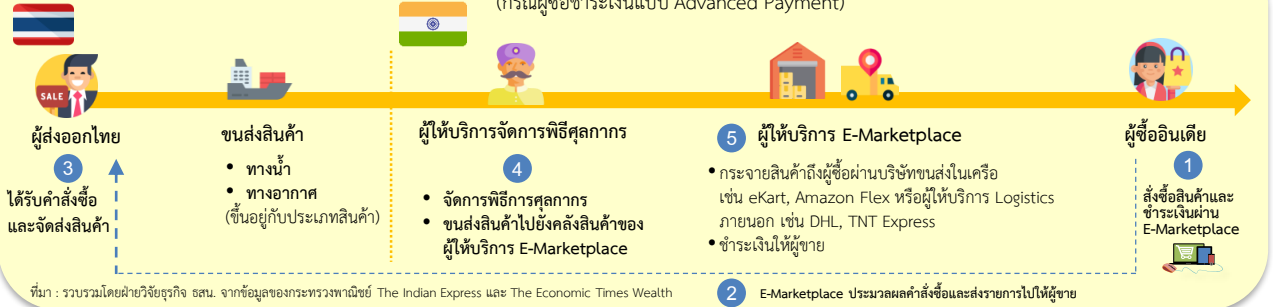 (กรณีผู้ซื้อชำระเงินแบบ Advanced Payment)
SALE
ผู้ส่งออกไทย
3
ได้รับคำสั่งซื้อ
และจัดส่งสินค้า
ขนส่งสินค้า
• ทางน้ำ
• ทางอากาศ
(ขึ้นอยู่กับประเภทสินค้า)
ผู้ให้บริการจัดการพิธีศุลกากร
4
• จัดการพิธีการศุลกากร
• ขนส่งสินค้าไปยังคลังสินค้าของ
ผู้ให้บริการ E-Marketplace
5 ผู้ให้บริการ E-Marketplace
• กระจายสินค้าถึงผู้ซื้อผ่านบริษัทขนส่งในเครือ
เช่น eKart, Amazon Flex หรือผู้ให้บริการ Logistics
ภายนอก เช่น DHL, TNT Express
• ชำระเงินให้ผู้ขาย
ผู้ซื้ออินเดีย
1
สั่งซื้อสินค้าและ
ชำระเงินผ่าน
E-Marketplace
2 E-Marketplace ประมวลผลคำสั่งซื้อและส่งรายการไปให้ผู้ขาย
ที่มา : รวบรวมโดยฝ่ายวิจัยธุรกิจ ธสน. จากข้อมูลของกระทรวงพาณิชย์ The Indian Express และ The Economic Times Wealth